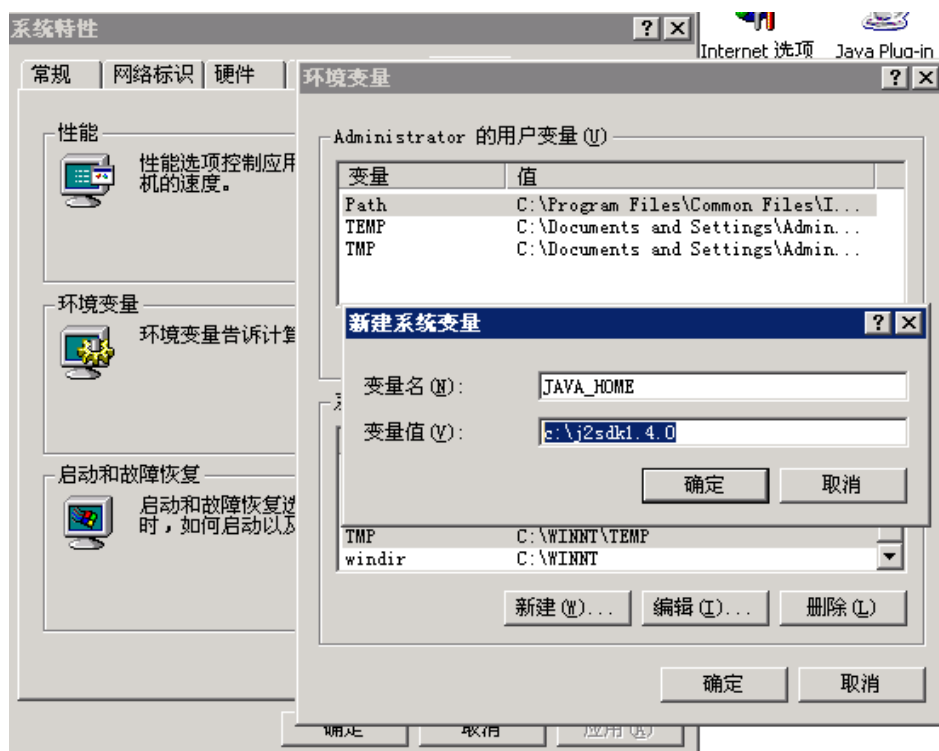 系统特性
Internet 选项
Java Plug-in
常规
网络标识
硬件
环境变量
性能
性能选项控制应用
机的速度。
Administrator 的用户变量(U)
变量
值
Path
C:\Program Files\Common Files\I...
TEMP
C:\Documents and Settings\Admin...
TMP
C:\Documents and Settings\Admin...
环境变量
环境变量告诉计算
新建系统变量
变量名(N):
JAVA_HOME
变量值(V):
c:\j2sdk1.4.0
确定
取消
启动和故障恢复
启动和故障恢复选
时，如何启动以及
TMP
C:\WINNT\TEMP
windir
C:\WINNT
新建(W)...
编辑(I)...
删除(L)
确定
取消
确定
取消
应用(A)